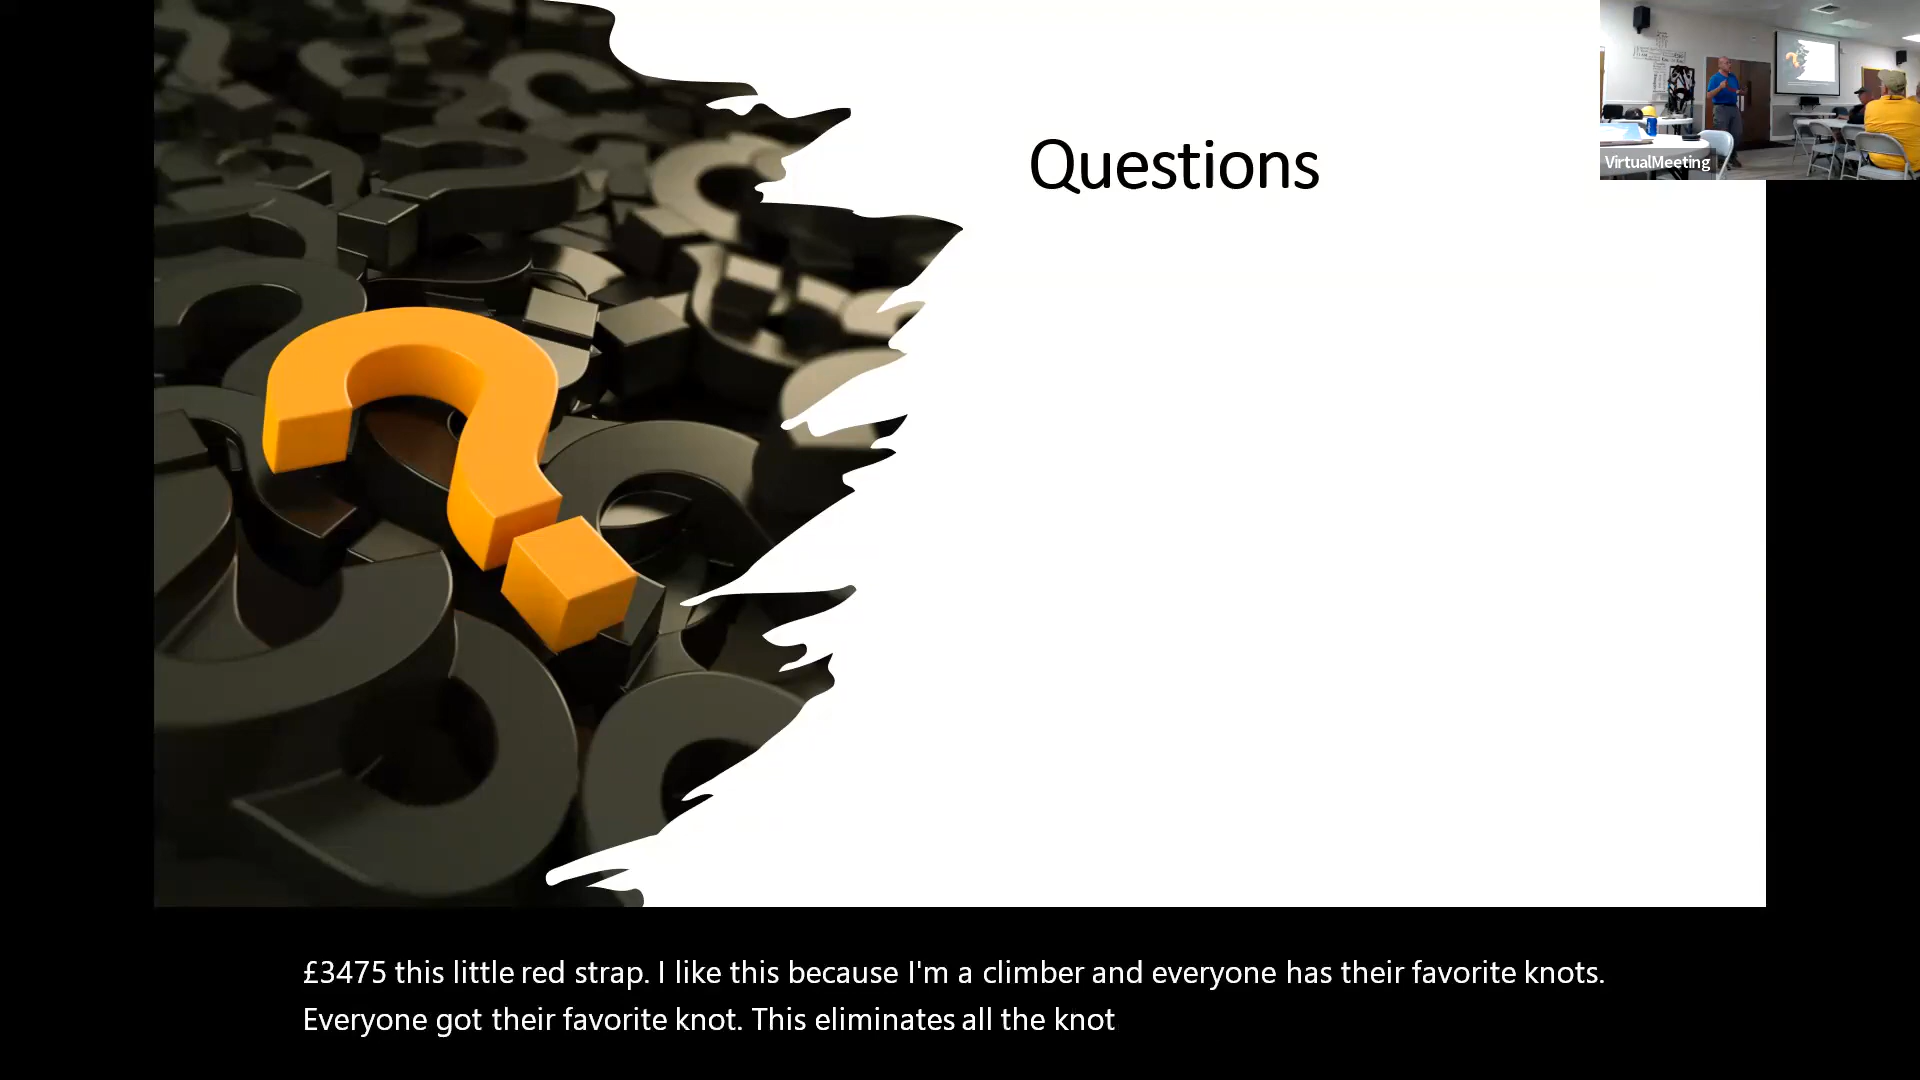 Questions
VirtualMeeting
£3475 this little red strap. I like this because I'm a climber and everyone has their favorite knots.
Everyone got their favorite knot. This eliminates all the knot